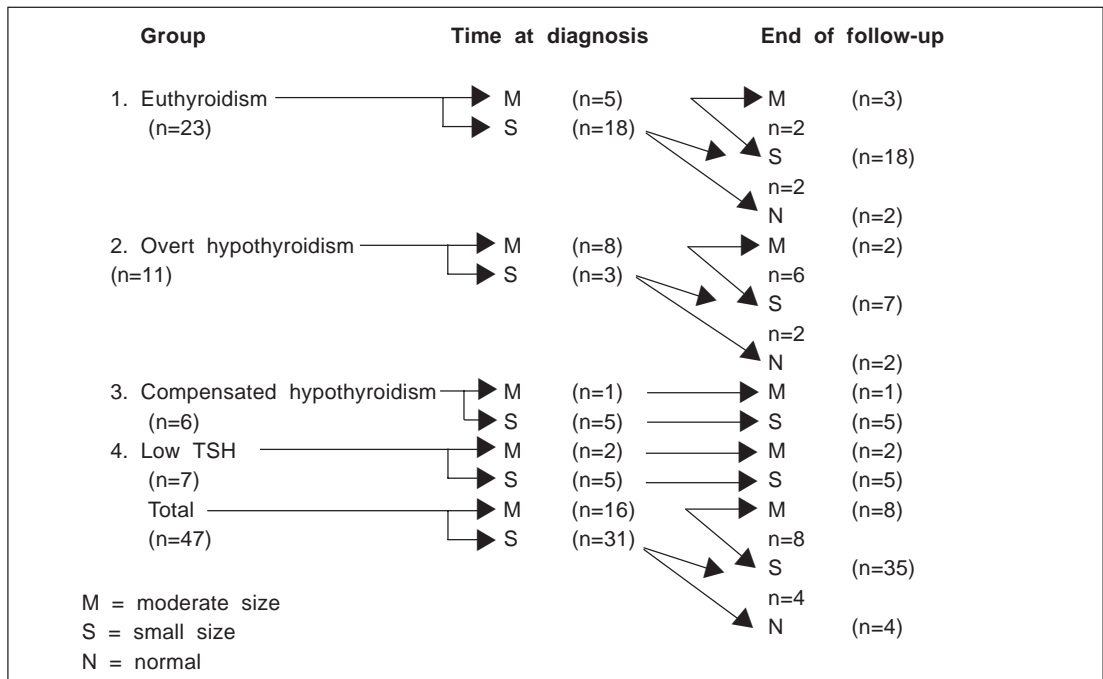 Group Time at diagnosis End of follow-up
1. Euthyroidism M (n=5) M (n=3)
(n=23) S (n=18) n=2
S (n=18)
n=2
N (n=2)
2. Overt hypothyroidism M (n=8) M (n=2)
(n=11) S (n=3) n=6
S (n=7)
n=2
N (n=2)
3. Compensated hypothyroidism M (n=1) M (n=1)
(n=6) S (n=5) S (n=5)
4. Low TSH M (n=2) M (n=2)
(n=7) S (n=5) S (n=5)
Total M (n=16) M (n=8)
(n=47) S (n=31) n=8
S (n=35)
M = moderate size n=4
S = small size N (n=4)
N = normal